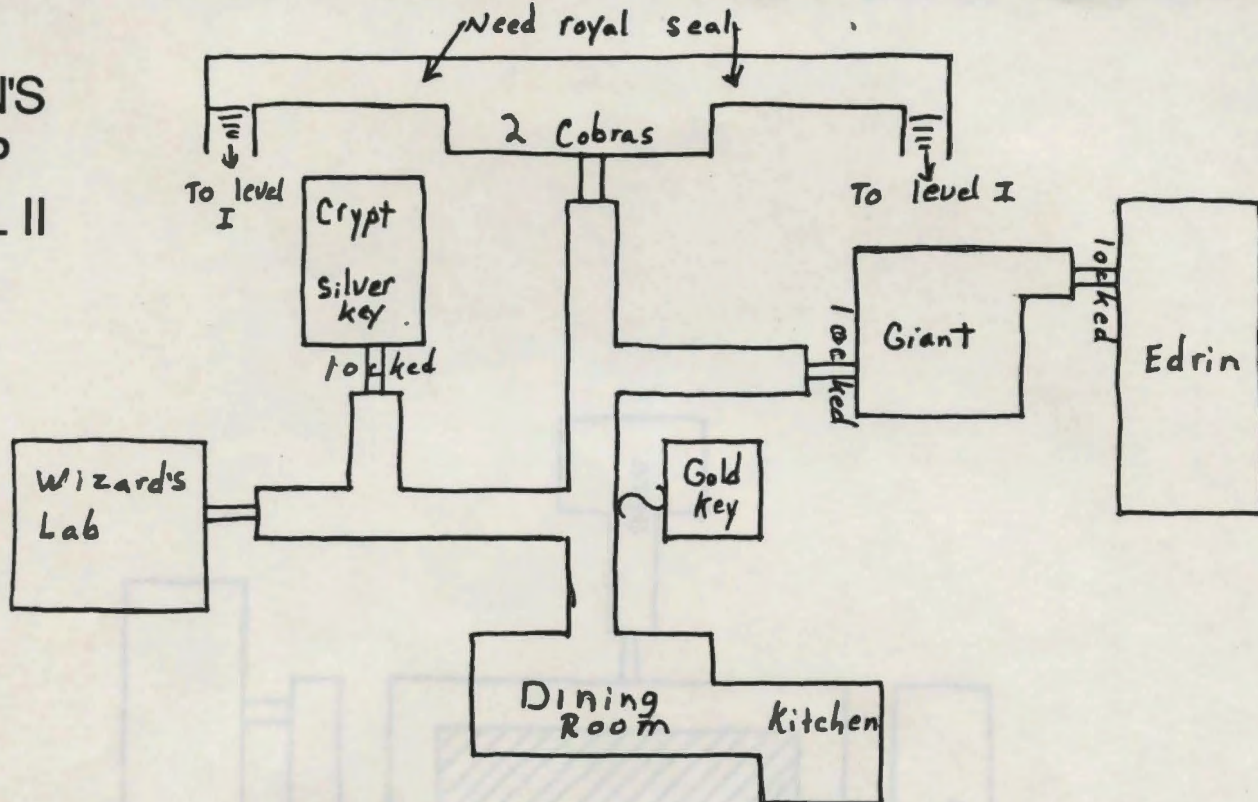 Need royal seal
N'S
P
L II
2 Cobras
To level
I
To level I
Crypt
Silver
key
locked
locked
Giant
locked
Edrin
Wizard's
Lab
Gold
Key
Dining
Room
Kitchen